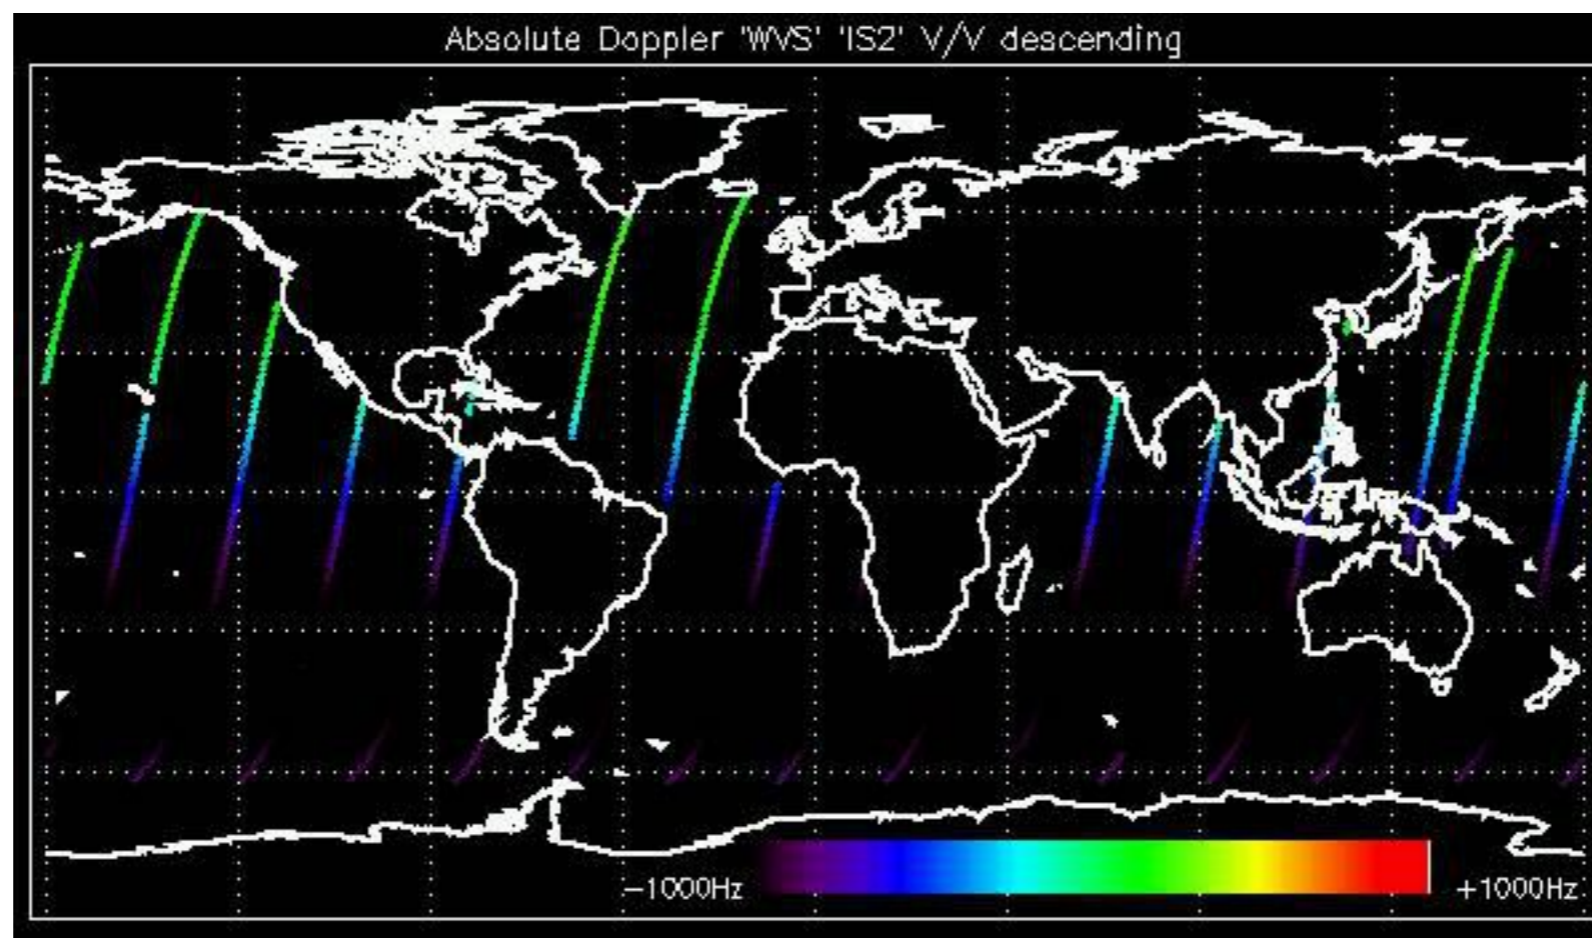 Absolute Doppler 'WVS' 'IS2' V/V descending
−1000Hz +1000Hz